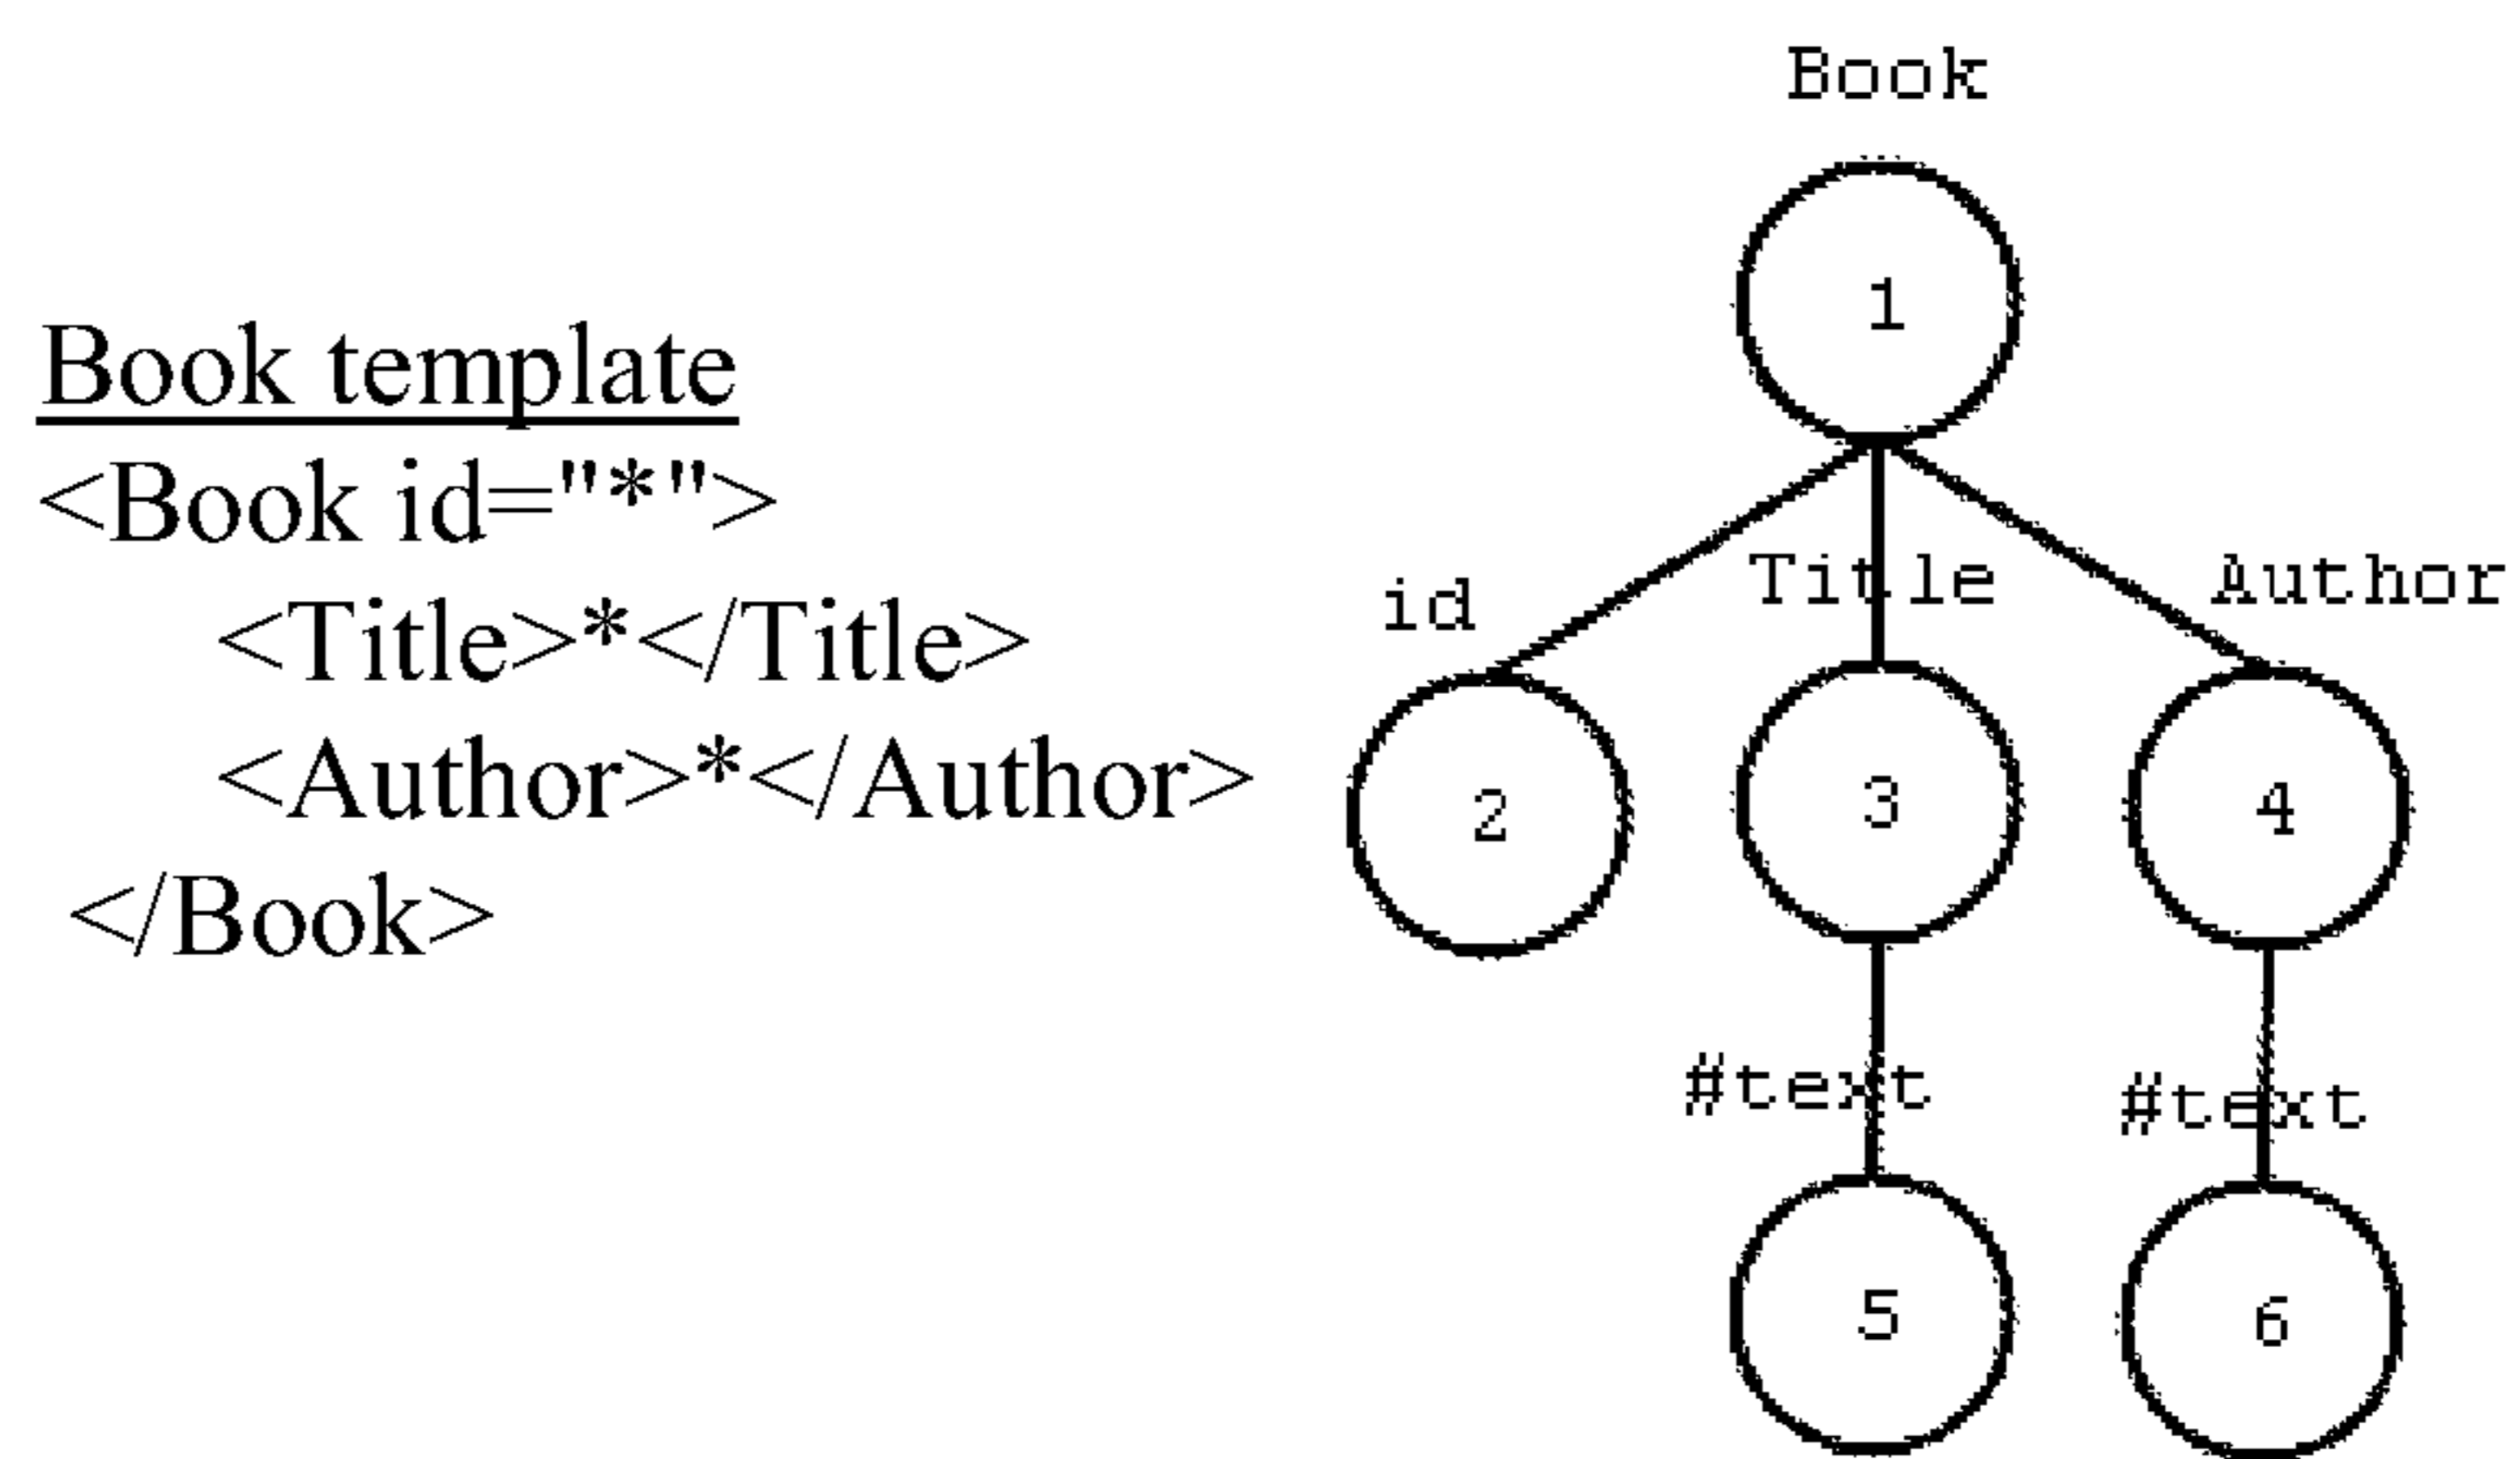 Book template
<Book id="*">
<Title>*</Title>
<Author>*</Author>
</Book>
Book
1
id
Title
Author
2
3
4
#text
#text
5
6